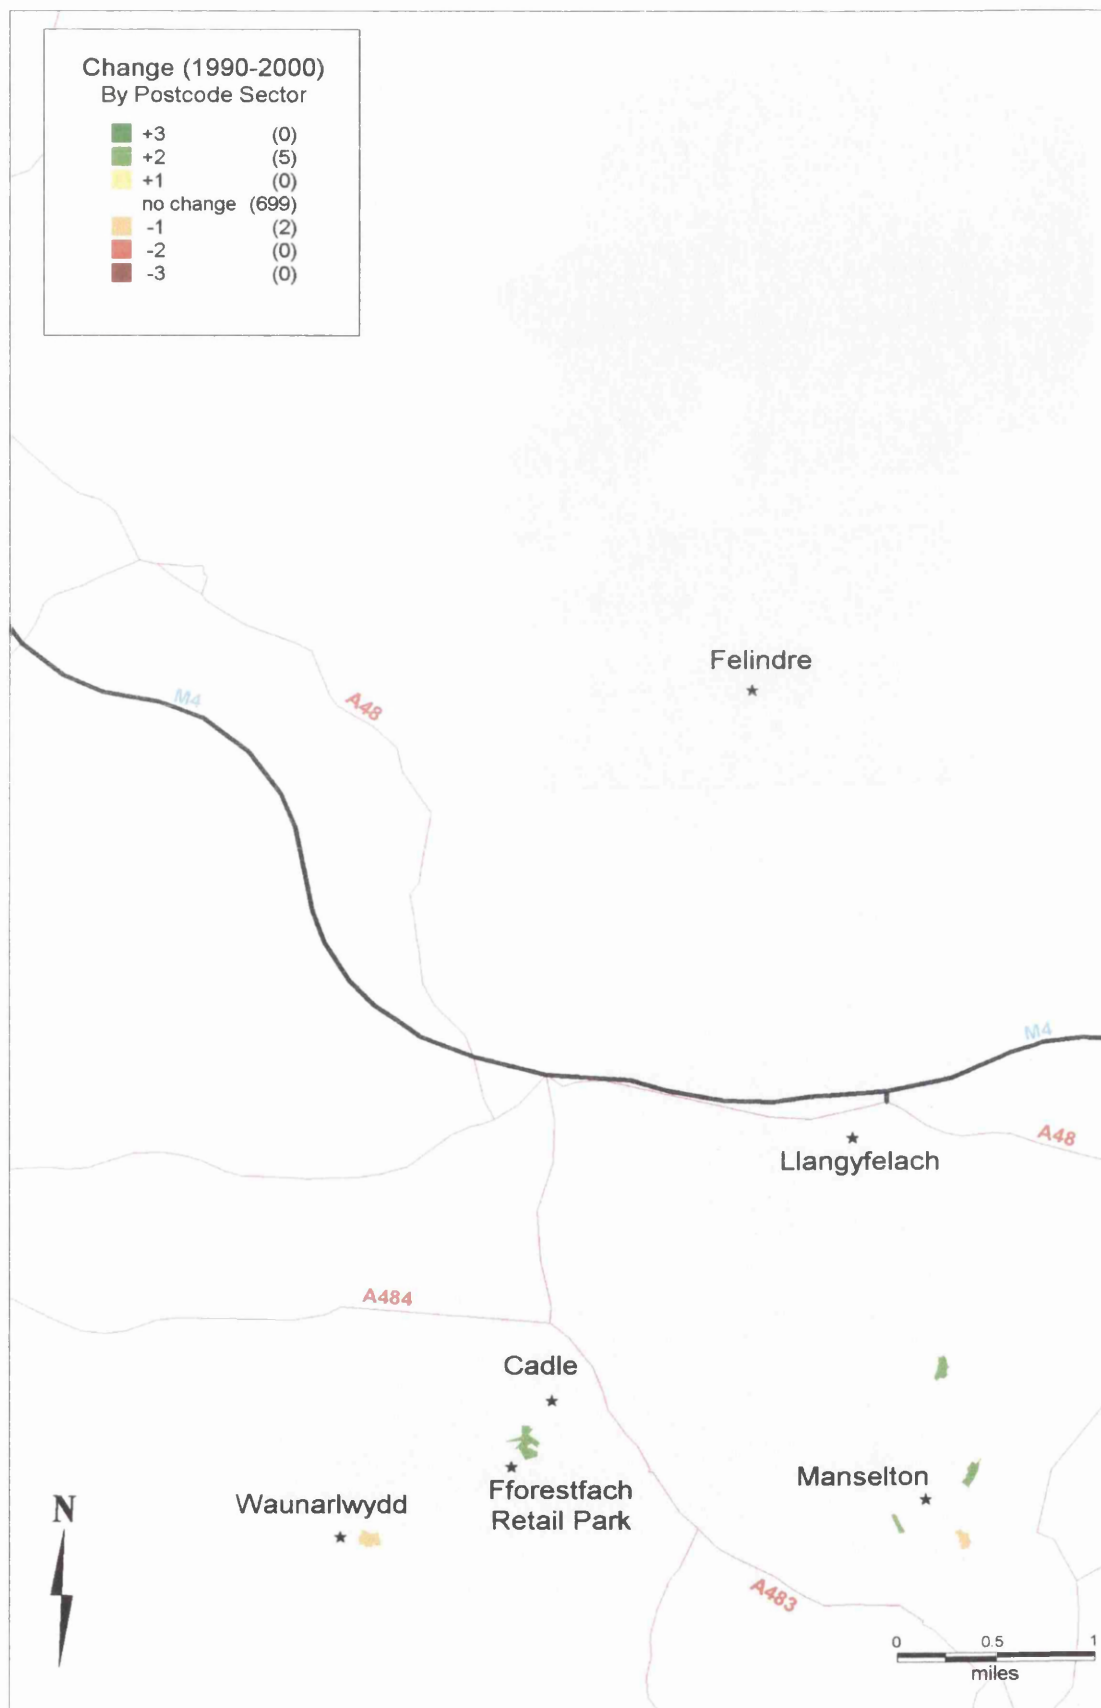 Change (1990-2000)
By Postcode Sector
+3 (0)
+2 (5)
+1 (0)
no change (699)
-1 (2)
-2 (0)
-3 (0)
Felindre
M4
A48
M4
A48
Llangyfelach
A484
Cadle
Manselton
Fforestfach
Retail Park
Waunarlwydd
N
A483
0 0.5 1
miles